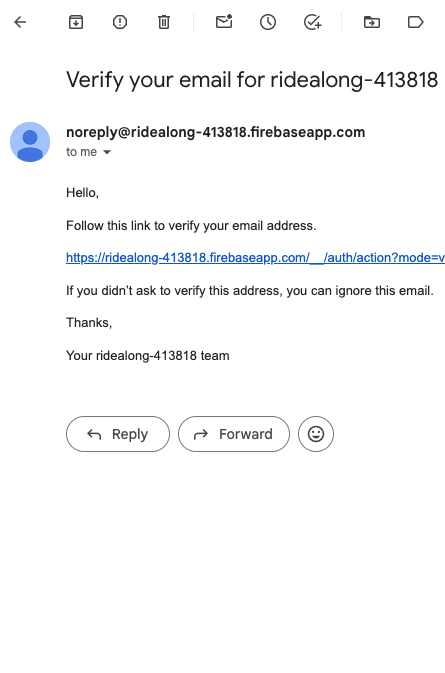 Verify your email for ridealong-413818
noreply@ridealong-413818.firebaseapp.com
to me
Hello,
Follow this link to verify your email address.
https://ridealong-413818.firebaseapp.com/__/auth/action?mode=v
If you didn’t ask to verify this address, you can ignore this email.
Thanks,
Your ridealong-413818 team
Reply Forward